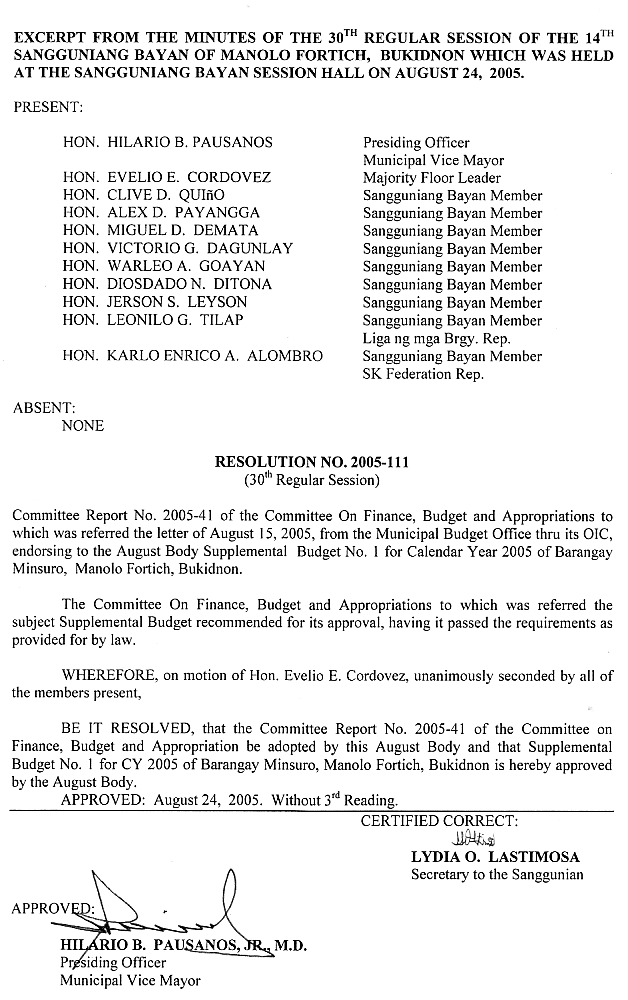 EXCERPT FROM THE MINUTES OF THE 30TH REGULAR SESSION OF THE 14TH
SANGGUNIANG BAYAN OF MANOLO FORTICH, BUKIDNON WHICH WAS HELD
AT THE SANGGUNIANG BAYAN SESSION HALL ON AUGUST 24, 2005.
PRESENT:
HON. HILARIO B. PAUSANOS Presiding Officer
Municipal Vice Mayor
HON. EVELIO E. CORDOVEZ Majority Floor Leader
HON. CLIVE D. QUIñO Sangguniang Bayan Member
HON. ALEX D. PAYANGGA Sangguniang Bayan Member
HON. MIGUEL D. DEMATA Sangguniang Bayan Member
HON. VICTORIO G. DAGUNLAY Sangguniang Bayan Member
HON. WARLEO A. GOAYAN Sangguniang Bayan Member
HON. DIOSDADO N. DITONA Sangguniang Bayan Member
HON. JERSON S. LEYSON Sangguniang Bayan Member
HON. LEONILO G. TILAP Sangguniang Bayan Member
Liga ng mga Brgy. Rep.
HON. KARLO ENRICO A. ALOMBRO Sangguniang Bayan Member
SK Federation Rep.
ABSENT:
NONE
RESOLUTION NO. 2005-111
(30th Regular Session)
Committee Report No. 2005-41 of the Committee On Finance, Budget and Appropriations to
which was referred the letter of August 15, 2005, from the Municipal Budget Office thru its OIC,
endorsing to the August Body Supplemental Budget No. 1 for Calendar Year 2005 of Barangay
Minsuro, Manolo Fortich, Bukidnon.
The Committee On Finance, Budget and Appropriations to which was referred the
subject Supplemental Budget recommended for its approval, having it passed the requirements as
provided for by law.
WHEREFORE, on motion of Hon. Evelio E. Cordovez, unanimously seconded by all of
the members present,
BE IT RESOLVED, that the Committee Report No. 2005-41 of the Committee on
Finance, Budget and Appropriation be adopted by this August Body and that Supplemental
Budget No. 1 for CY 2005 of Barangay Minsuro, Manolo Fortich, Bukidnon is hereby approved
by the August Body.
APPROVED: August 24, 2005. Without 3rd Reading.
CERTIFIED CORRECT:
LYDIA O. LASTIMOSA
Secretary to the Sanggunian
APPROVED:
HILARIO B. PAUSANOS, JR., M.D.
Presiding Officer
Municipal Vice Mayor